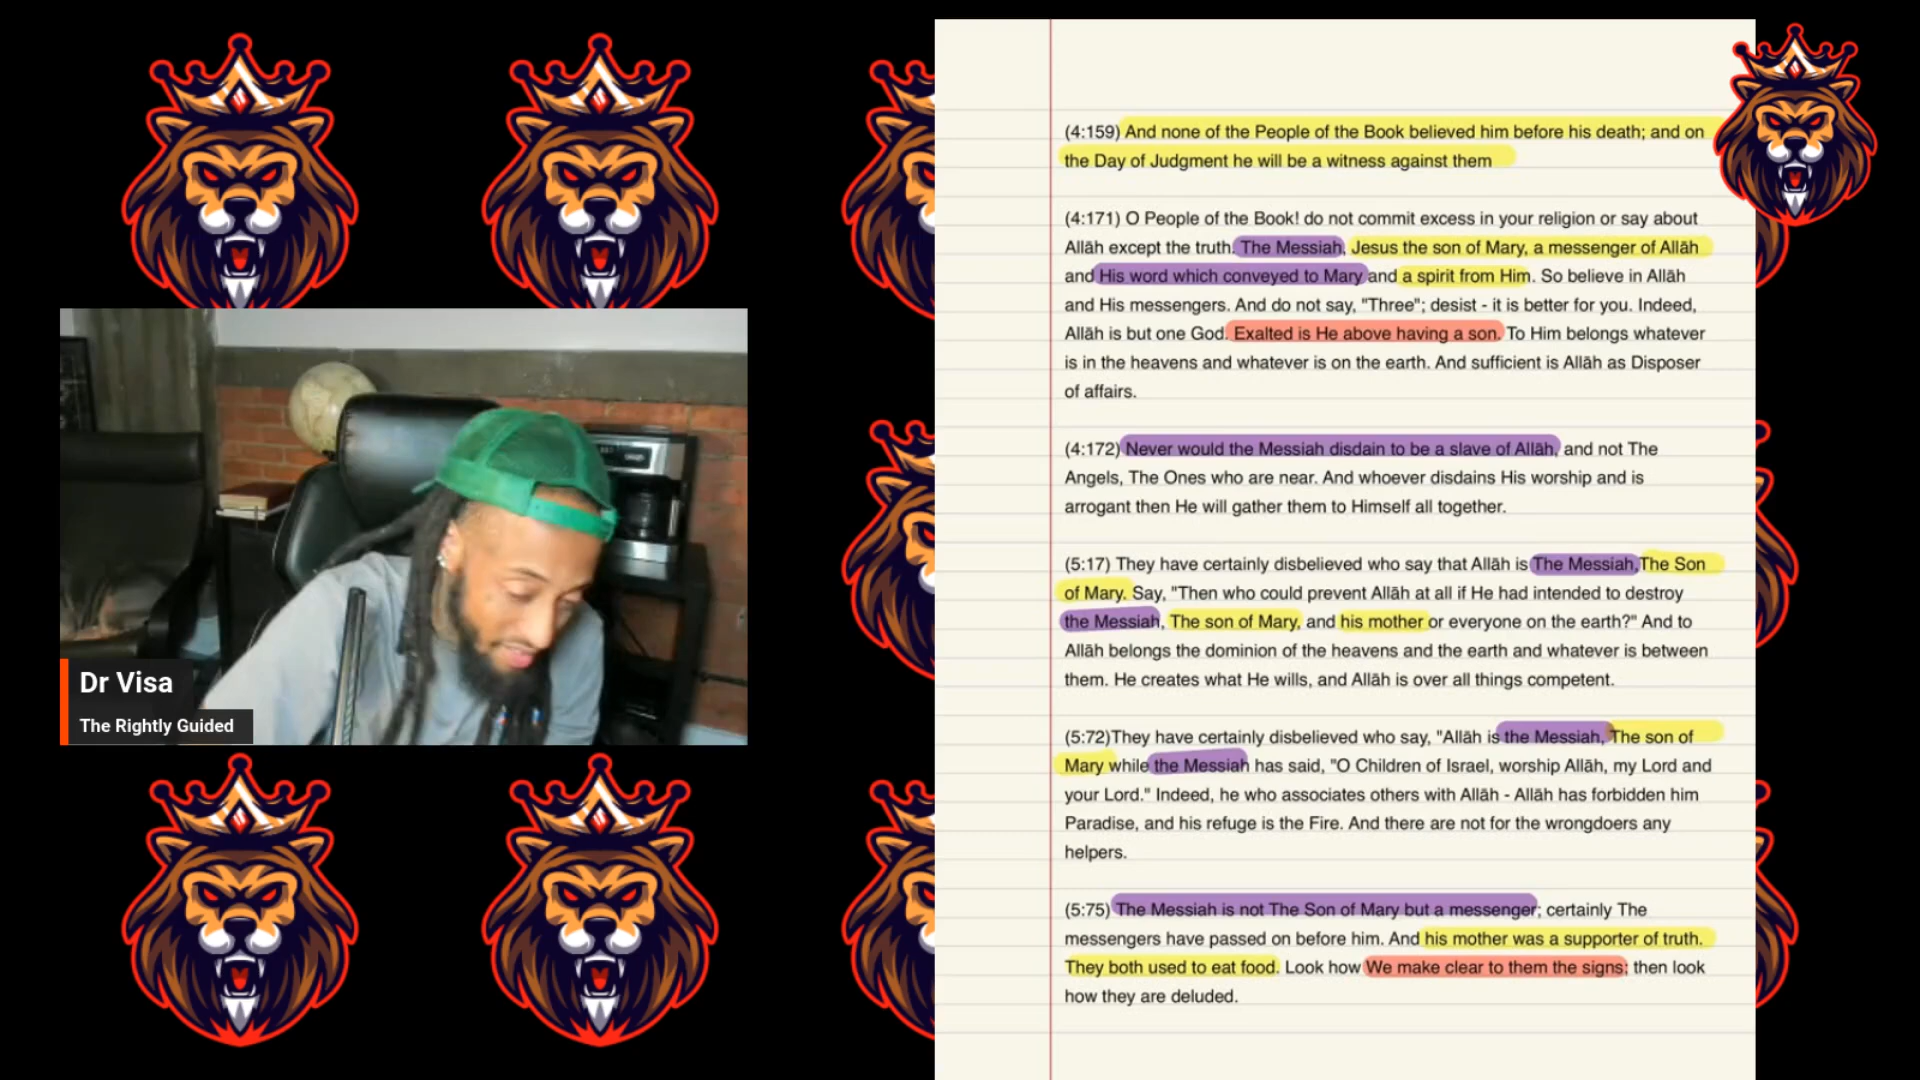 (4:159) And none of the People of the Book believed him before his death; and on
the Day of Judgment he will be a witness against them
(4:171) O People of the Book! do not commit excess in your religion or say about
Allāh except the truth. The Messiah, Jesus the son of Mary, a messenger of Allāh
and His word which conveyed to Mary and a spirit from Him. So believe in Allāh
and His messengers. And do not say, "Three"; desist - it is better for you. Indeed,
Allāh is but one God. Exalted is He above having a son. To Him belongs whatever
is in the heavens and whatever is on the earth. And sufficient is Allāh as Disposer
of affairs.
(4:172) Never would the Messiah disdain to be a slave of Allāh, and not The
Angels, The Ones who are near. And whoever disdains His worship and is
arrogant then He will gather them to Himself all together.
(5:17) They have certainly disbelieved who say that Allāh is The Messiah, The Son
of Mary. Say, "Then who could prevent Allāh at all if He had intended to destroy
the Messiah, The son of Mary, and his mother or everyone on the earth?" And to
Allāh belongs the dominion of the heavens and the earth and whatever is between
them. He creates what He wills, and Allāh is over all things competent.
(5:72)They have certainly disbelieved who say, "Allāh is the Messiah, The son of
Mary while the Messiah has said, "O Children of Israel, worship Allāh, my Lord and
your Lord." Indeed, he who associates others with Allāh - Allāh has forbidden him
Paradise, and his refuge is the Fire. And there are not for the wrongdoers any
helpers.
(5:75) The Messiah is not The Son of Mary but a messenger; certainly The
messengers have passed on before him. And his mother was a supporter of truth.
They both used to eat food. Look how We make clear to them the signs; then look
how they are deluded.
Dr Visa
The Rightly Guided